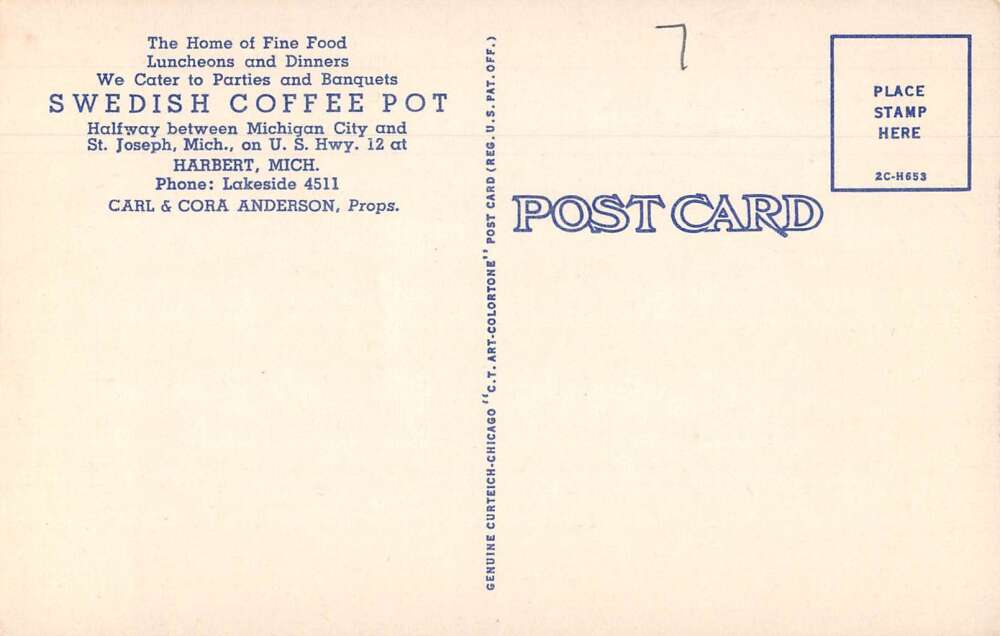 The Home of Fine Food
Luncheons and Dinners
We Cater to Parties and Banquets
SWEDISH COFFEE POT
Halfway between Michigan City and
St. Joseph, Mich., on U. S. Hwy. 12 at
HARBERT, MICH.
Phone: Lakeside 4511
CARL & CORA ANDERSON, Props.
GENUINE CURTEICH-CHICAGO "C.T. ART-COLORTONE" POST CARD (REG. U.S. PAT. OFF.)
7
POST CARD
PLACE
STAMP
HERE
2C-H653